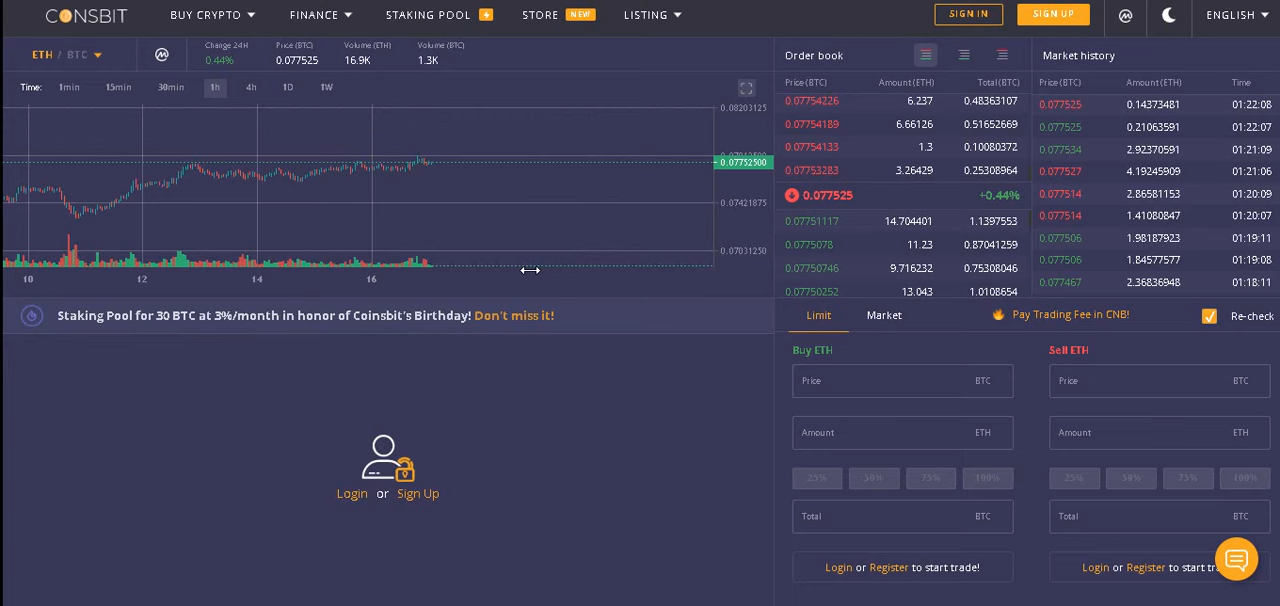 CONSBIT BUY CRYPTO FINANCE STAKING POOL STORE NEW LISTING SIGN IN SIGN UP ENGLISH
ETH / BTC Change 24H 0.44% Price (BTC) 0.077525 Volume (ETH) 16.9K Volume (BTC) 1.3K
Time: 1min 15min 30min 1h 4h 1D 1W
0.08203125
0.07752500
0.07421875
0.07031250
10 12 14 16
Order book
Price(BTC) Amount(ETH) Total(BTC)
0.07754226 6.237 0.48363107
0.07754189 6.66126 0.51652669
0.07754133 1.3 0.10080372
0.07753283 3.26429 0.25308964
0.077525 +0.44%
0.07751117 14.704401 1.1397553
0.0775078 11.23 0.87041259
0.07750746 9.716232 0.75308046
0.07750252 13.043 1.0108654
Market history
Price(BTC) Amount(ETH) Time
0.077525 0.14373481 01:22:08
0.077525 0.21063591 01:22:07
0.077534 2.92370591 01:21:09
0.077527 4.19245909 01:21:06
0.077514 2.86581153 01:20:09
0.077514 1.41080847 01:20:07
0.077506 1.98187923 01:19:11
0.077506 1.84577577 01:19:08
0.077467 2.36836948 01:18:11
Staking Pool for 30 BTC at 3%/month in honor of Coinsbit's Birthday! Don't miss it!
Login or Sign Up
Limit Market Pay Trading Fee in CNB! Re-check
Buy ETH
Price BTC
Amount ETH
25% 50% 75% 100%
Total BTC
Login or Register to start trade!
Sell ETH
Price BTC
Amount ETH
25% 50% 75% 100%
Total BTC
Login or Register to start